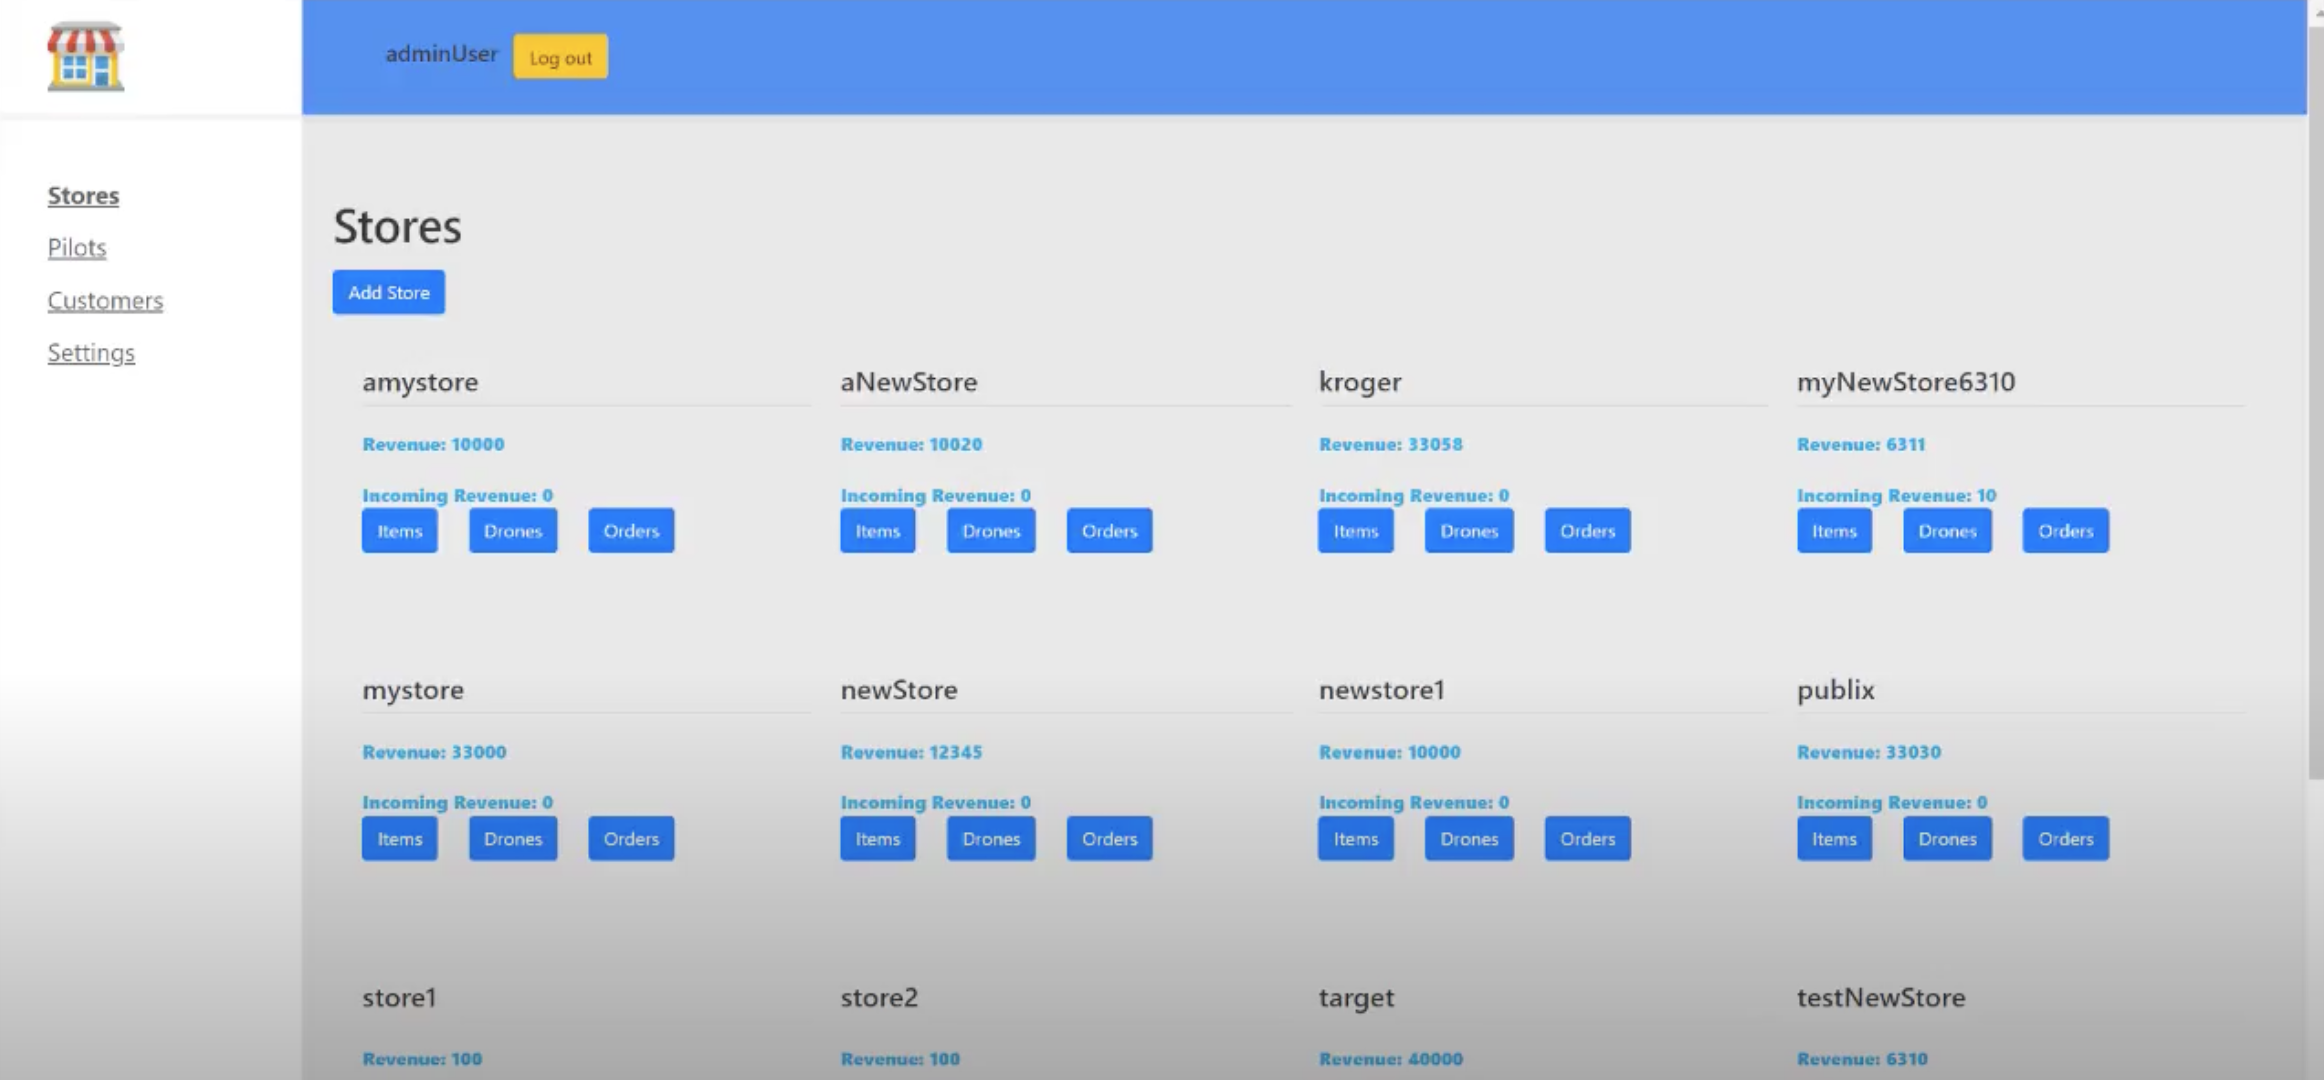 adminUser Log out
Stores
Pilots
Customers
Settings
Stores
Add Store
amystore aNewStore kroger myNewStore6310
Revenue: 10000 Revenue: 10020 Revenue: 33058 Revenue: 6311
Incoming Revenue: 0 Incoming Revenue: 0 Incoming Revenue: 0 Incoming Revenue: 10
Items Drones Orders Items Drones Orders Items Drones Orders Items Drones Orders
mystore newStore newstore1 publix
Revenue: 33000 Revenue: 12345 Revenue: 10000 Revenue: 33030
Incoming Revenue: 0 Incoming Revenue: 0 Incoming Revenue: 0 Incoming Revenue: 0
Items Drones Orders Items Drones Orders Items Drones Orders Items Drones Orders
store1 store2 target testNewStore
Revenue: 100 Revenue: 100 Revenue: 40000 Revenue: 6310